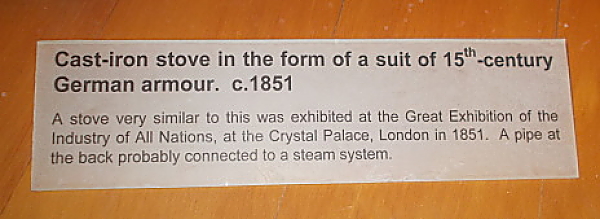 Cast-iron stove in the form of a suit of 15th-century
German armour. c.1851
A stove very similar to this was exhibited at the Great Exhibition of the
Industry of All Nations, at the Crystal Palace, London in 1851. A pipe at
the back probably connected to a steam system.